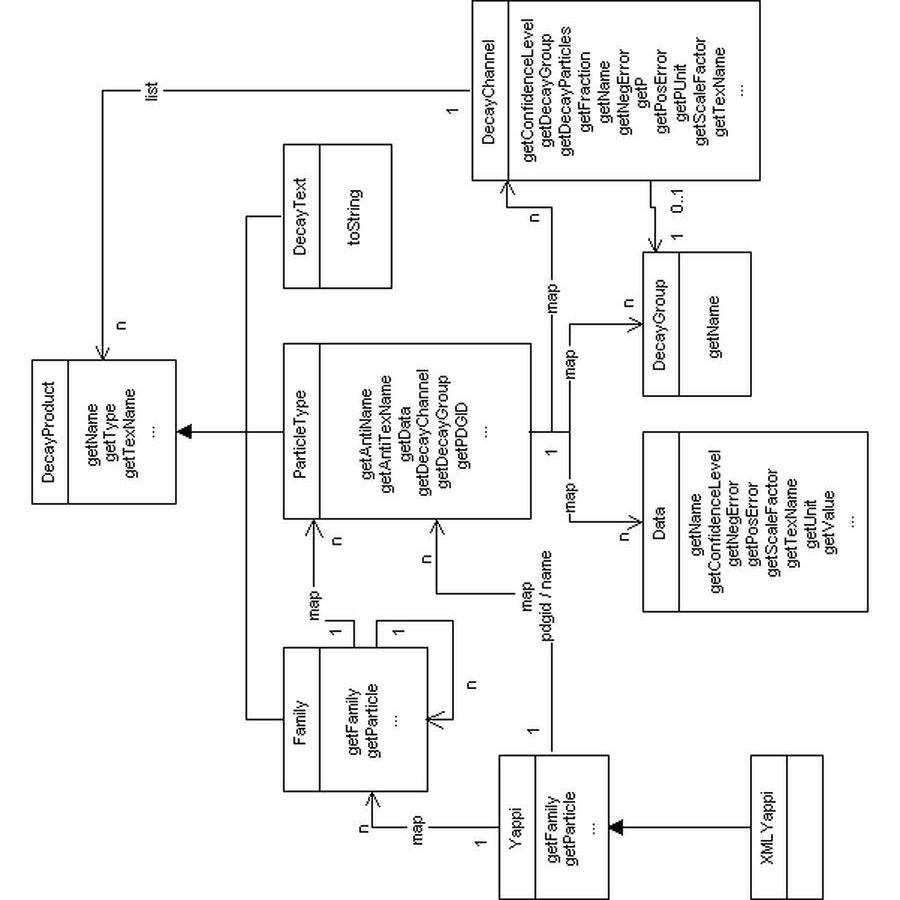 DecayProduct
getName
getType
getTexName
...
n
list
Family
getFamily
getParticle
...
1
map
n
1
n
ParticleType
getAntiName
getAntiTexName
getData
getDecayChannel
getDecayGroup
getPDGID
...
n
DecayText
toString
n
map
1
Yappi
getFamily
getParticle
...
1
map
pdgid / name
1
map
map
map
n
n
n
1
DecayChannel
getConfidenceLevel
getDecayGroup
getDecayParticles
getFraction
getName
getNegError
getP
getPosError
getPUnit
getScaleFactor
getTexName
...
1
0..1
Data
getName
getConfidenceLevel
getNegError
getPosError
getScaleFactor
getTexName
getUnit
getValue
...
DecayGroup
getName
XMLYappi